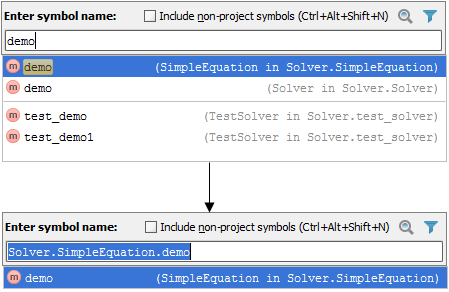 Enter symbol name: Include non-project symbols (Ctrl+Alt+Shift+N)
demo
m demo (SimpleEquation in Solver.SimpleEquation)
m demo (Solver in Solver.Solver)
m test_demo (TestSolver in Solver.test_solver)
m test_demo1 (TestSolver in Solver.test_solver)
Enter symbol name: Include non-project symbols (Ctrl+Alt+Shift+N)
Solver.SimpleEquation.demo
m demo (SimpleEquation in Solver.SimpleEquation)